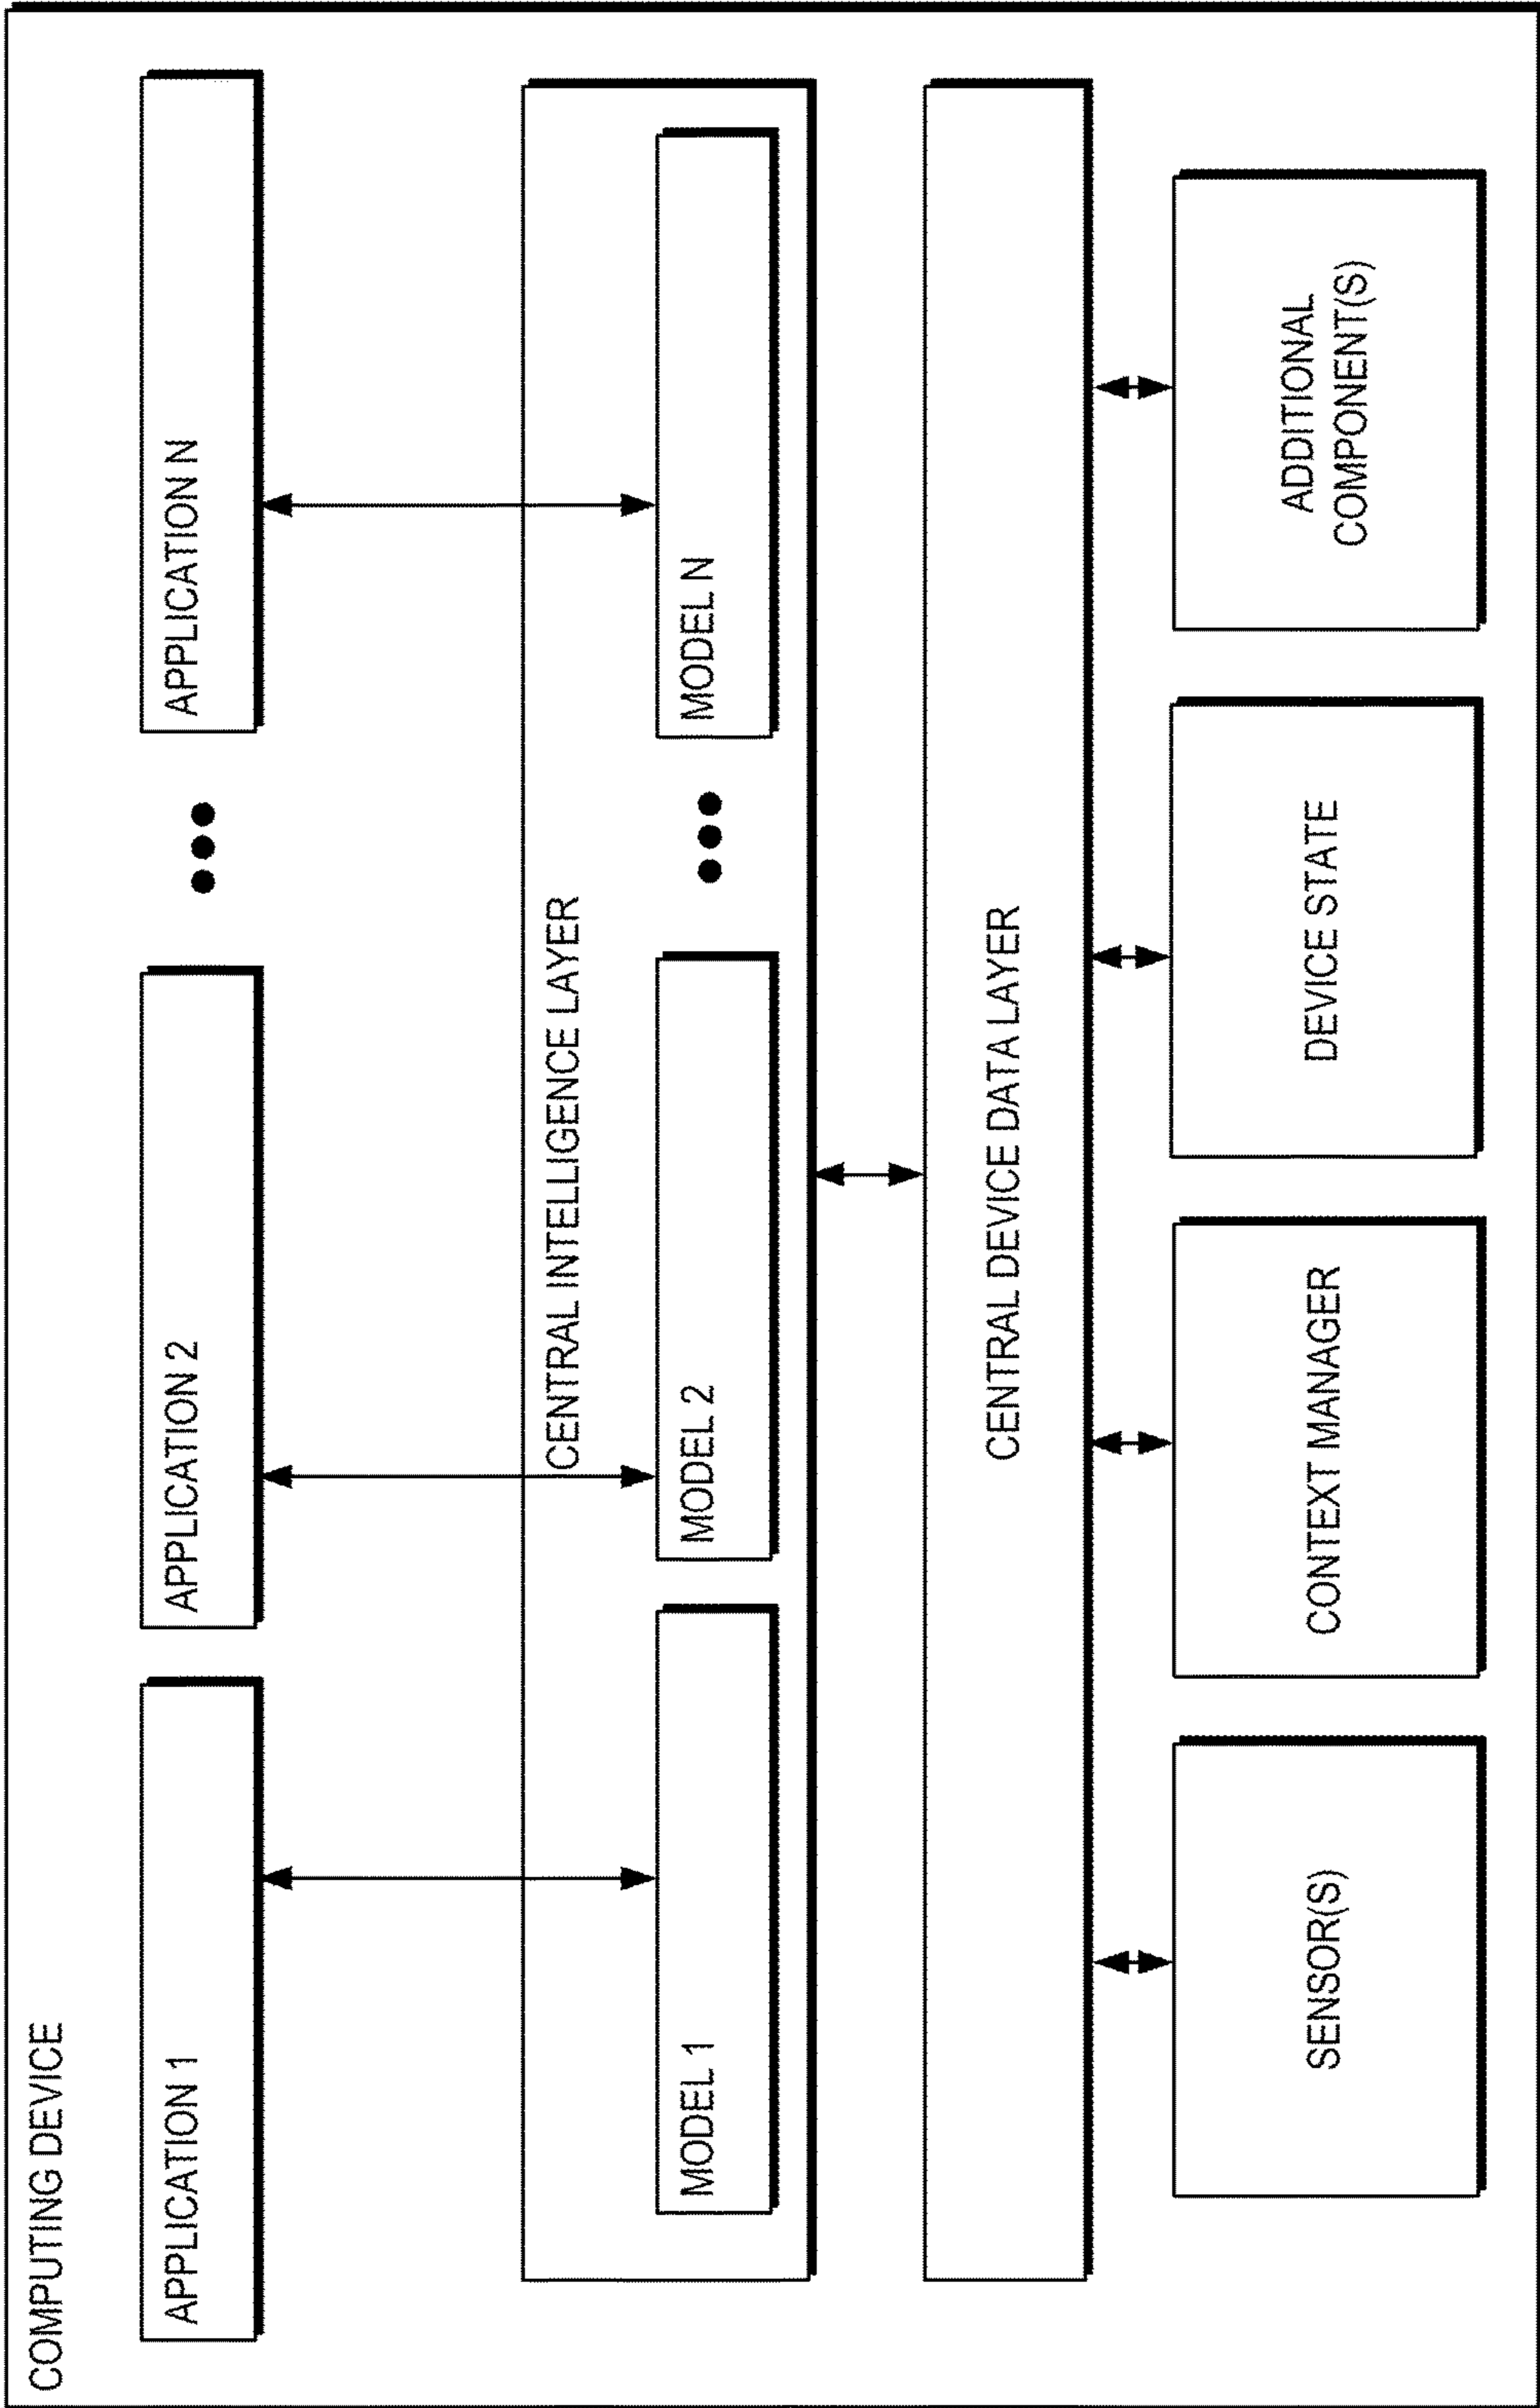 COMPUTING DEVICE
APPLICATION 1
APPLICATION 2
APPLICATION N
CENTRAL INTELLIGENCE LAYER
MODEL 1
MODEL 2
MODEL N
CENTRAL DEVICE DATA LAYER
SENSOR(S)
CONTEXT MANAGER
DEVICE STATE
ADDITIONAL
COMPONENT(S)